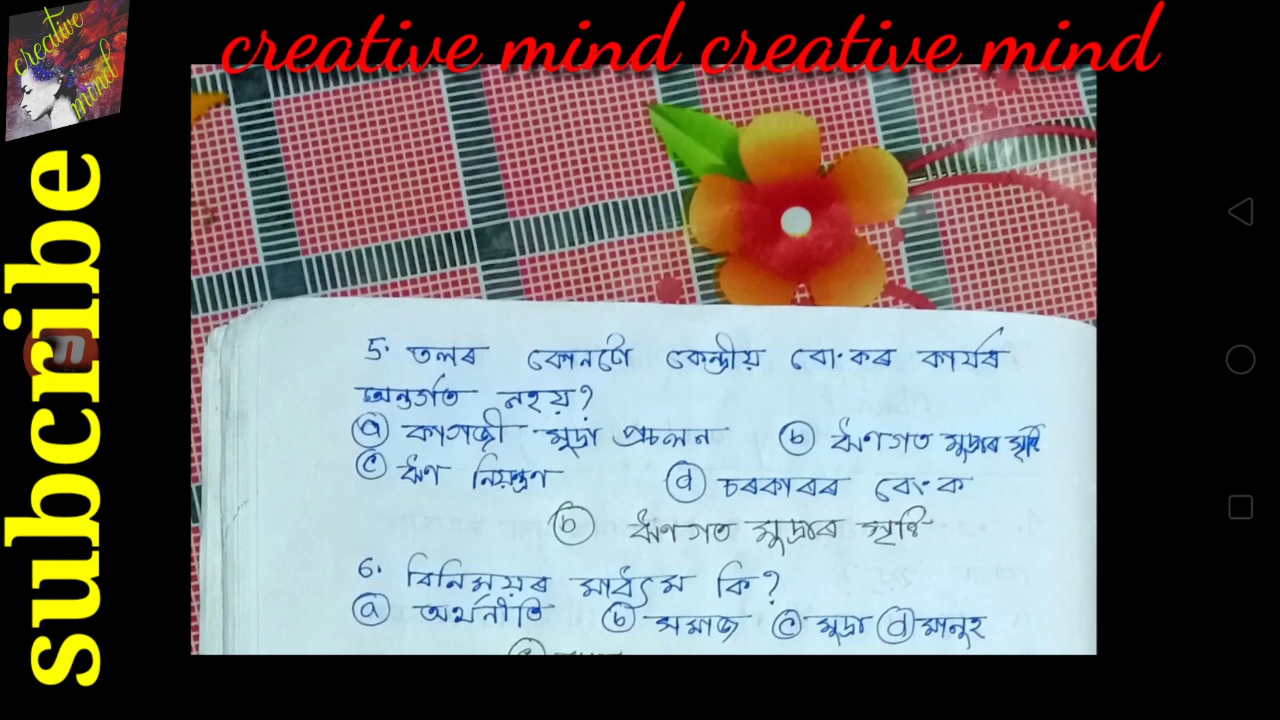 creative mind creative mind
creative
mind
subcribe
5. তলৰ কোনটো কেন্দ্ৰীয় বেংকৰ কাৰ্যৰ
অন্তৰ্গত নহয়?
ⓐ কাগজী মুদ্ৰা প্ৰচলন ⓑ ঋণগত মুদ্ৰাৰ সৃষ্টি
ⓒ ঋণ নিয়ন্ত্ৰণ ⓓ চৰকাৰৰ বেংক
ⓑ ঋণগত মুদ্ৰাৰ সৃষ্টি
6. বিনিময়ৰ মাধ্যম কি?
ⓐ অৰ্থনীতি ⓑ সমাজ ⓒ মুদ্ৰা ⓓ মানুহ